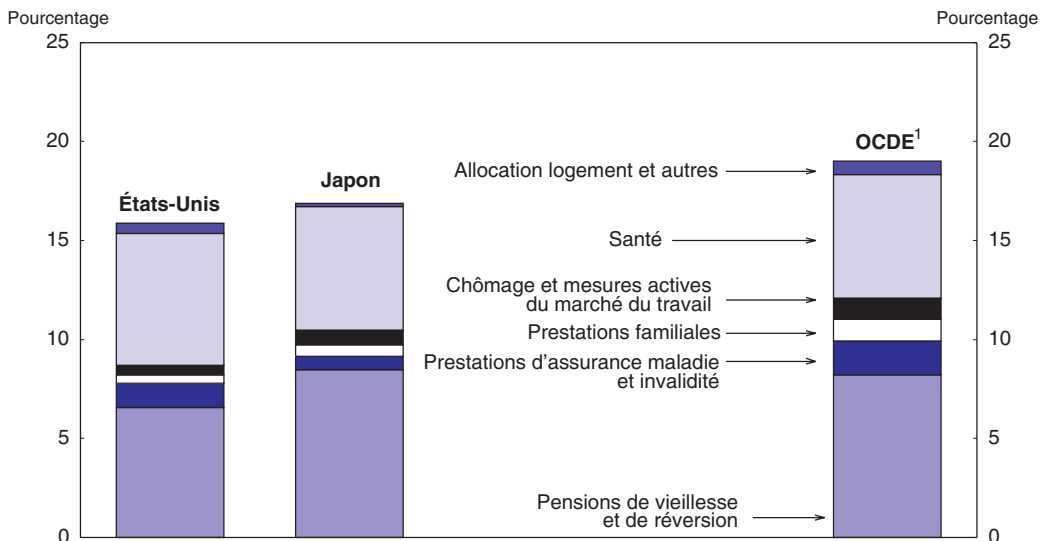 Pourcentage
Pourcentage
25
25
20
20
OCDE¹
Allocation logement et autres
Japon
États-Unis
15
Santé
15
Chômage et mesures actives
du marché du travail
10
Prestations familiales
10
Prestations d'assurance maladie
et invalidité
5
5
Pensions de vieillesse
et de réversion
0
0